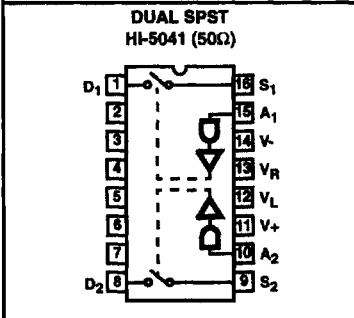 DUAL SPST
HI-5041 (50Ω)
D1 1 16 S1
2 15 A1
3 14 V-
4 13 VR
5 12 VL
6 11 V+
7 10 A2
D2 8 9 S2